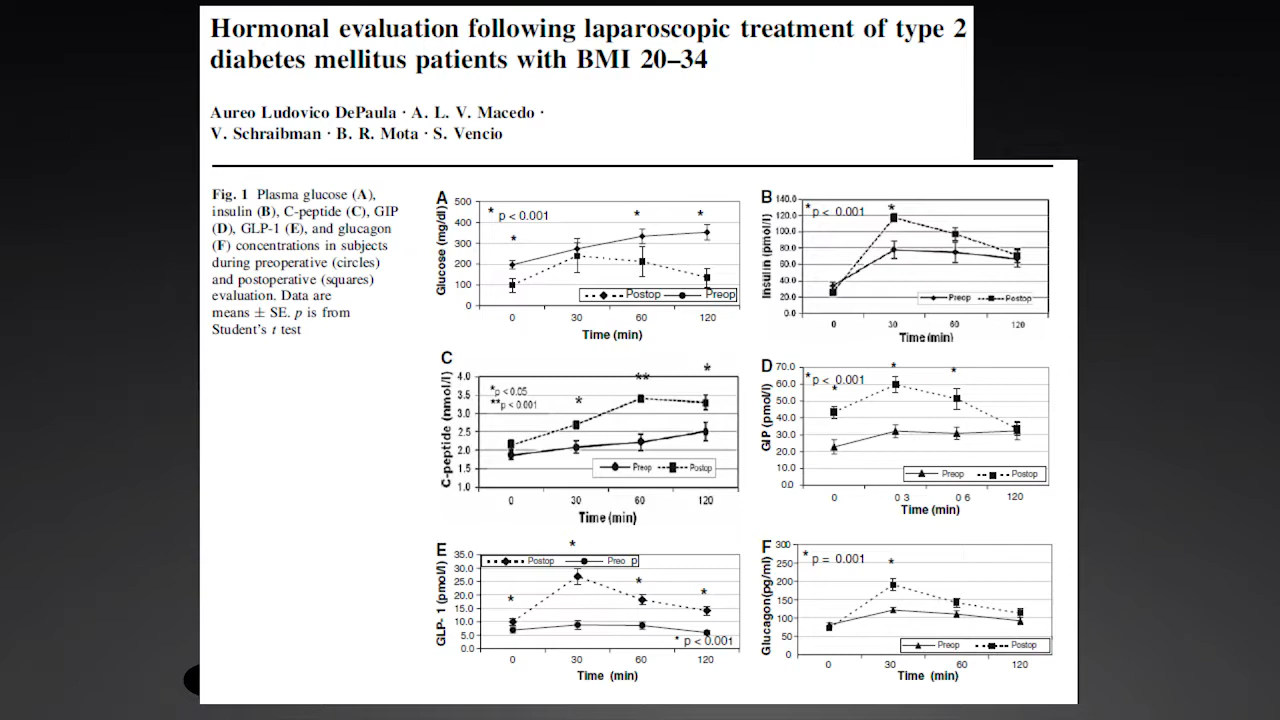 Hormonal evaluation following laparoscopic treatment of type 2
diabetes mellitus patients with BMI 20–34
Aureo Ludovico DePaula · A. L. V. Macedo ·
V. Schraibman · B. R. Mota · S. Vencio
Fig. 1 Plasma glucose (A),
insulin (B), C-peptide (C), GIP
(D), GLP-1 (E), and glucagon
(F) concentrations in subjects
during preoperative (circles)
and postoperative (squares)
evaluation. Data are
means ± SE. p is from
Student's t test
A
Glucose (mg/dl)
500
400
300
200
100
0
* p < 0.001
*
*
*
Postop Preop
0 30 60 120
Time (min)
B
Insulin (pmol/l)
140.0
120.0
100.0
80.0
60.0
40.0
20.0
0.0
* p < 0.001
*
Preop Postop
0 30 60 120
Time (min)
C
C-peptide (nmol/l)
4.0
3.5
3.0
2.5
2.0
1.5
1.0
*p < 0.05
**p < 0.001
*
**
*
Preop Postop
0 30 60 120
Time (min)
D
GIP (pmol/l)
70.0
60.0
50.0
40.0
30.0
20.0
10.0
0.0
* p < 0.001
*
*
*
Preop Postop
0 0 3 0 6 120
Time (min)
E
GLP- 1 (pmol/l)
35.0
30.0
25.0
20.0
15.0
10.0
5.0
0.0
Postop Preo p
*
*
*
*
* p < 0.001
0 30 60 120
Time (min)
F
Glucagon(pg/ml)
300
250
200
150
100
50
0
* p = 0.001
*
Preop Postop
0 30 60 120
Time (min)